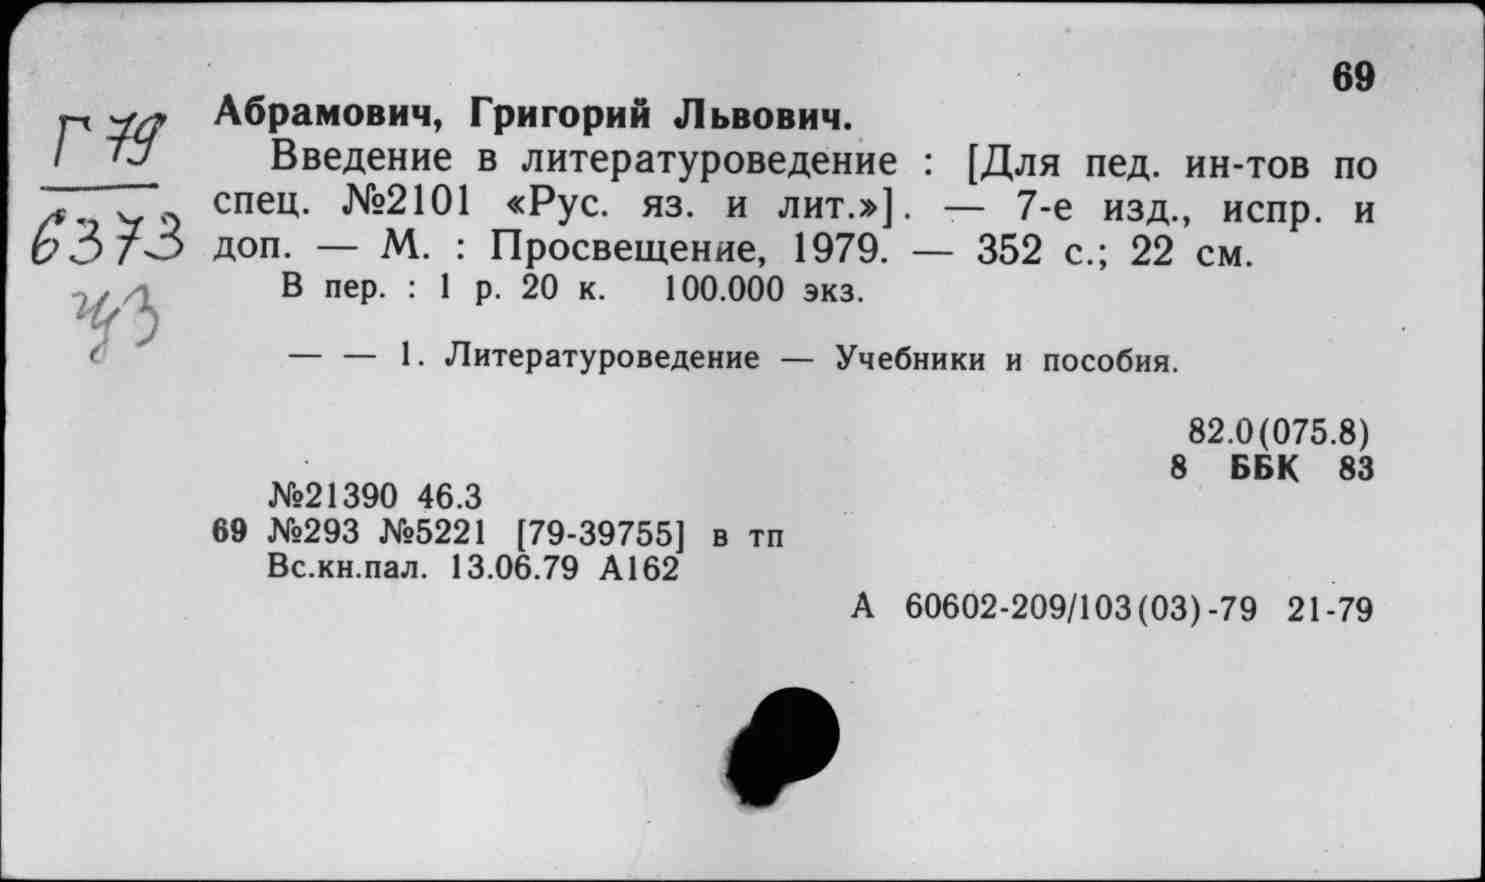 69
Г 79
6373
чз
Абрамович, Григорий Львович.
Введение в литературоведение : [Для пед. ин-тов по
спец. №2101 «Рус. яз. и лит.»]. — 7-е изд., испр. и
доп. — М. : Просвещение, 1979. — 352 с.; 22 см.
В пер. : 1 р. 20 к. 100.000 экз.
— — 1. Литературоведение — Учебники и пособия.
82.0(075.8)
8 ББК 83
№21390 46.3
69 №293 №5221 [79-39755] в тп
Вс.кн.пал. 13.06.79 А162
А 60602-209/103(03)-79 21-79